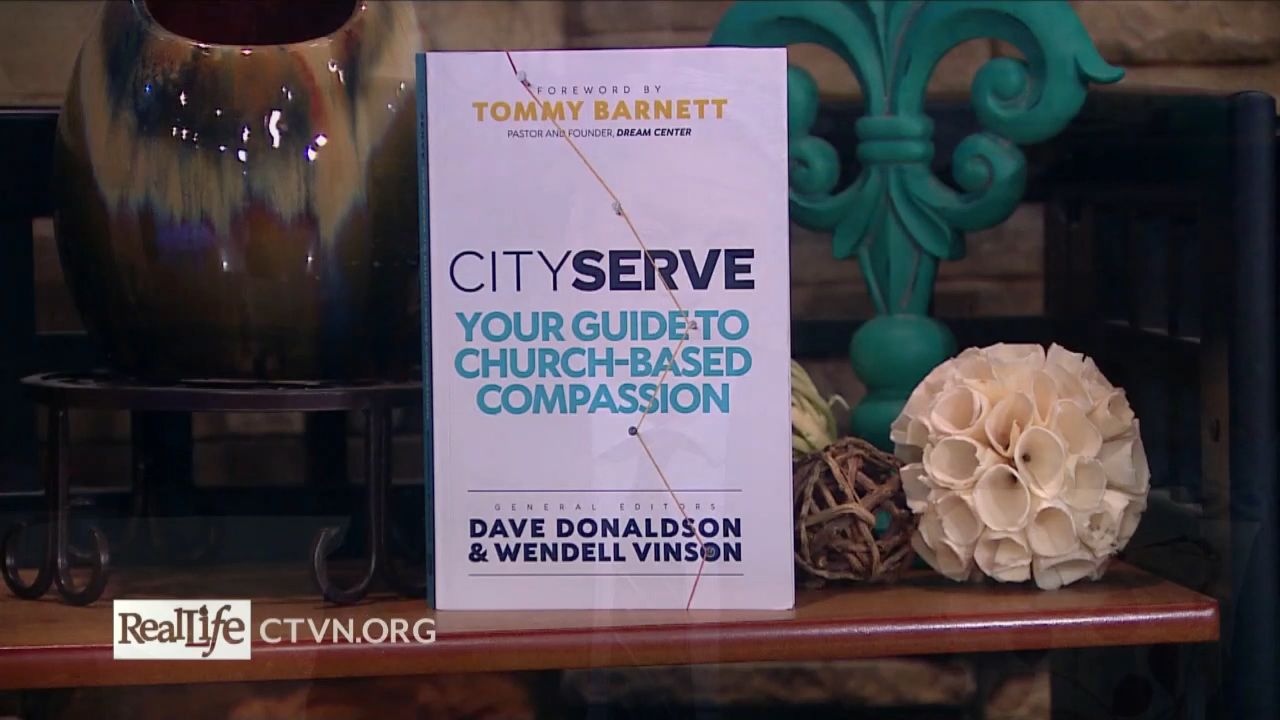 FOREWORD BY
TOMMY BARNETT
PASTOR AND FOUNDER, DREAM CENTER
CITYSERVE
YOUR GUIDE TO
CHURCH-BASED
COMPASSION
GENERAL EDITORS
DAVE DONALDSON
& WENDELL VINSON
RealLife CTVN.ORG